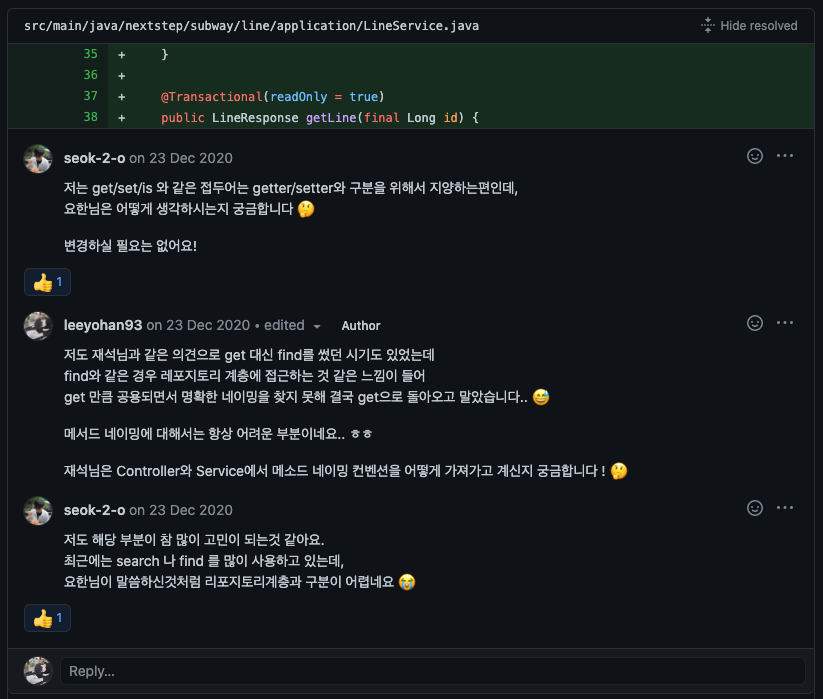 src/main/java/nextstep/subway/line/application/LineService.java Hide resolved
35 + }
36 +
37 + @Transactional(readOnly = true)
38 + public LineResponse getLine(final Long id) {
seok-2-o on 23 Dec 2020
저는 get/set/is 와 같은 접두어는 getter/setter와 구분을 위해서 지양하는편인데,
요한님은 어떻게 생각하시는지 궁금합니다 🤔
변경하실 필요는 없어요!
👍 1
leeyohan93 on 23 Dec 2020 • edited Author
저도 재석님과 같은 의견으로 get 대신 find를 썼던 시기도 있었는데
find와 같은 경우 레포지토리 계층에 접근하는 것 같은 느낌이 들어
get 만큼 공용되면서 명확한 네이밍을 찾지 못해 결국 get으로 돌아오고 말았습니다.. 😅
메서드 네이밍에 대해서는 항상 어려운 부분이네요.. ㅎㅎ
재석님은 Controller와 Service에서 메소드 네이밍 컨벤션을 어떻게 가져가고 계신지 궁금합니다 ! 🤔
seok-2-o on 23 Dec 2020
저도 해당 부분이 참 많이 고민이 되는것 같아요.
최근에는 search 나 find 를 많이 사용하고 있는데,
요한님이 말씀하신것처럼 리포지토리계층과 구분이 어렵네요 😭
👍 1
Reply...